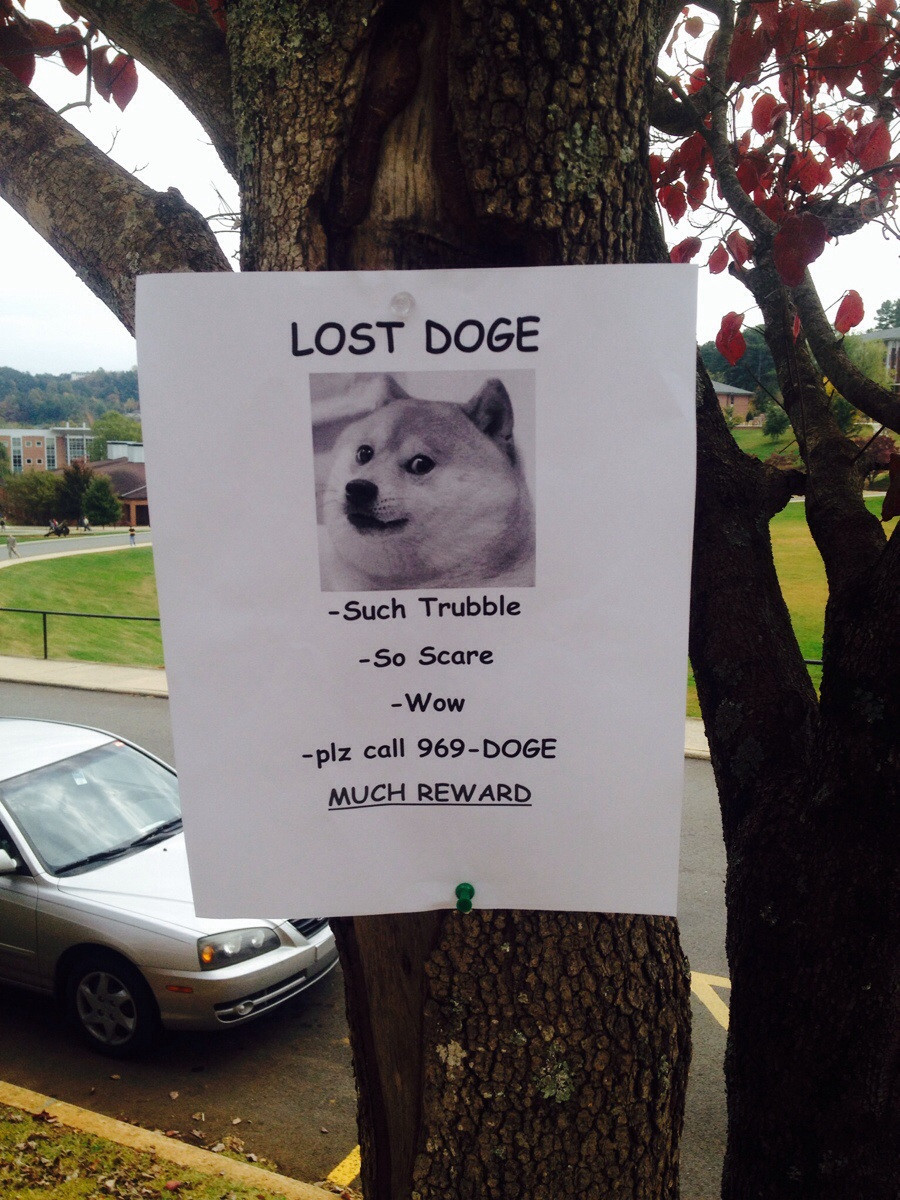 LOST DOGE
-Such Trubble
-So Scare
-Wow
-plz call 969-DOGE
MUCH REWARD